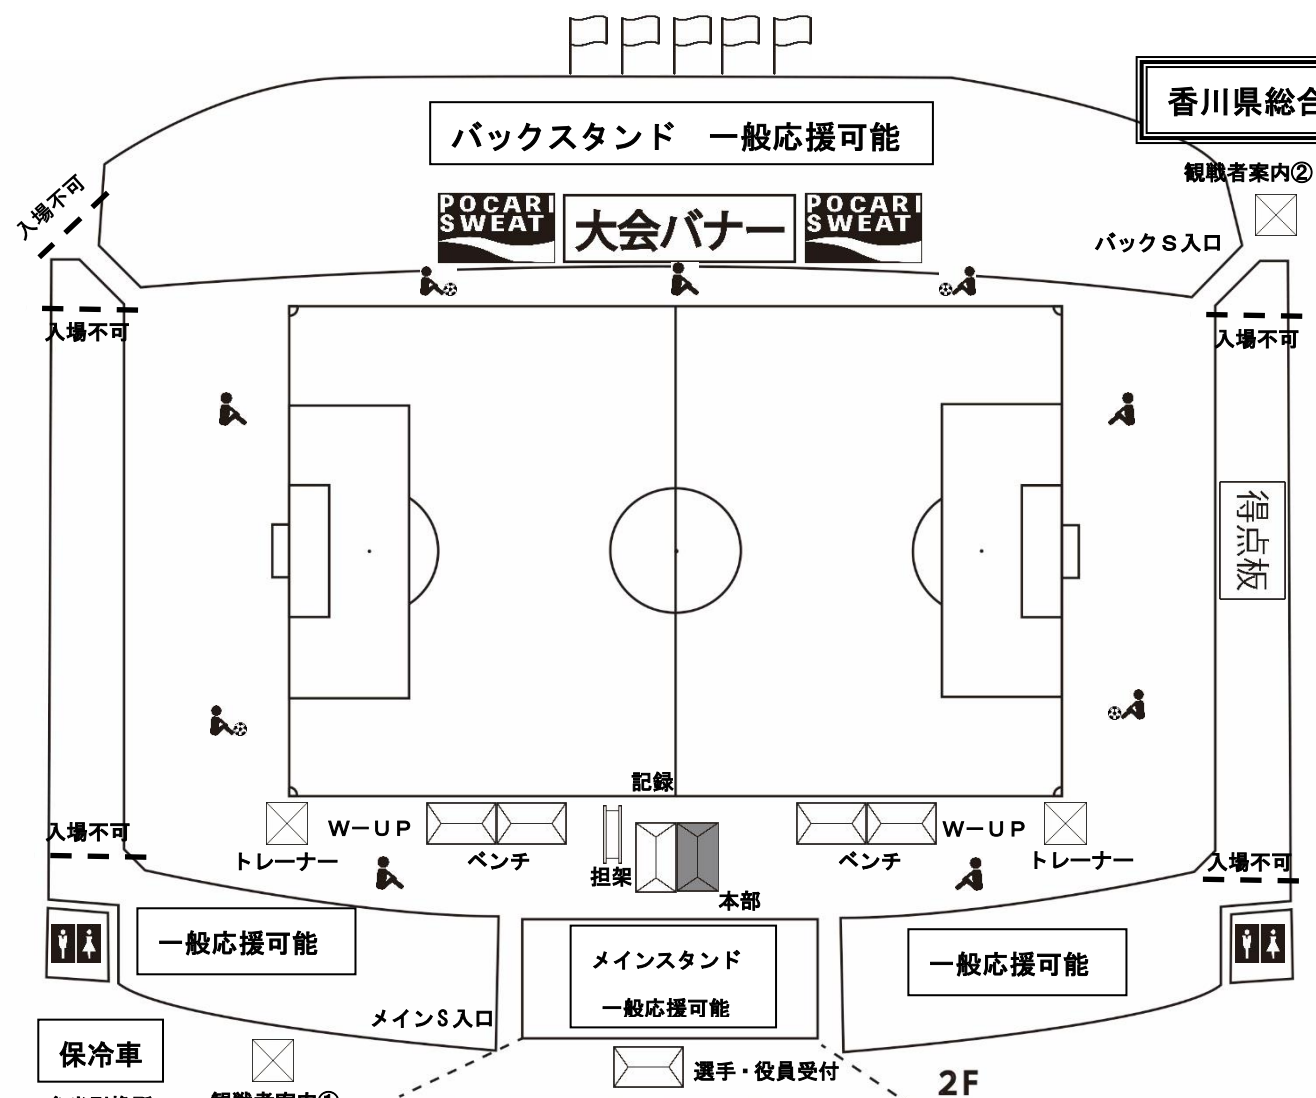 香川県総合
バックスタンド　一般応援可能
観戦者案内②
入場不可
POCARI
SWEAT
大会バナー
POCARI
SWEAT
バックS入口
入場不可
入場不可
得点板
記録
入場不可
W－UP
W－UP
トレーナー
ベンチ
担架
ベンチ
トレーナー
入場不可
本部
一般応援可能
メインスタンド
一般応援可能
一般応援可能
メインS入口
保冷車
選手・役員受付
2F
観戦者案内①